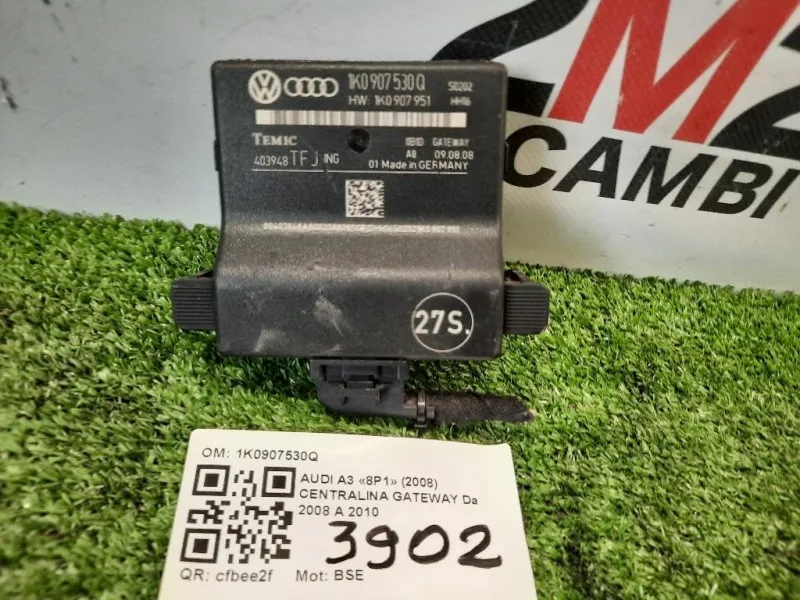 1K0 907 530 Q
S0202
HW: 1K0 907 951
HH16
TEMIC
GATEWAY
A8 09.08.08
403948 TFJ ING
01 Made in GERMANY
27S.
M2
CAMBI
OM: 1K0907530Q
AUDI A3 «8P1» (2008)
CENTRALINA GATEWAY Da
2008 A 2010
3902
QR: cfbee2f Mot: BSE